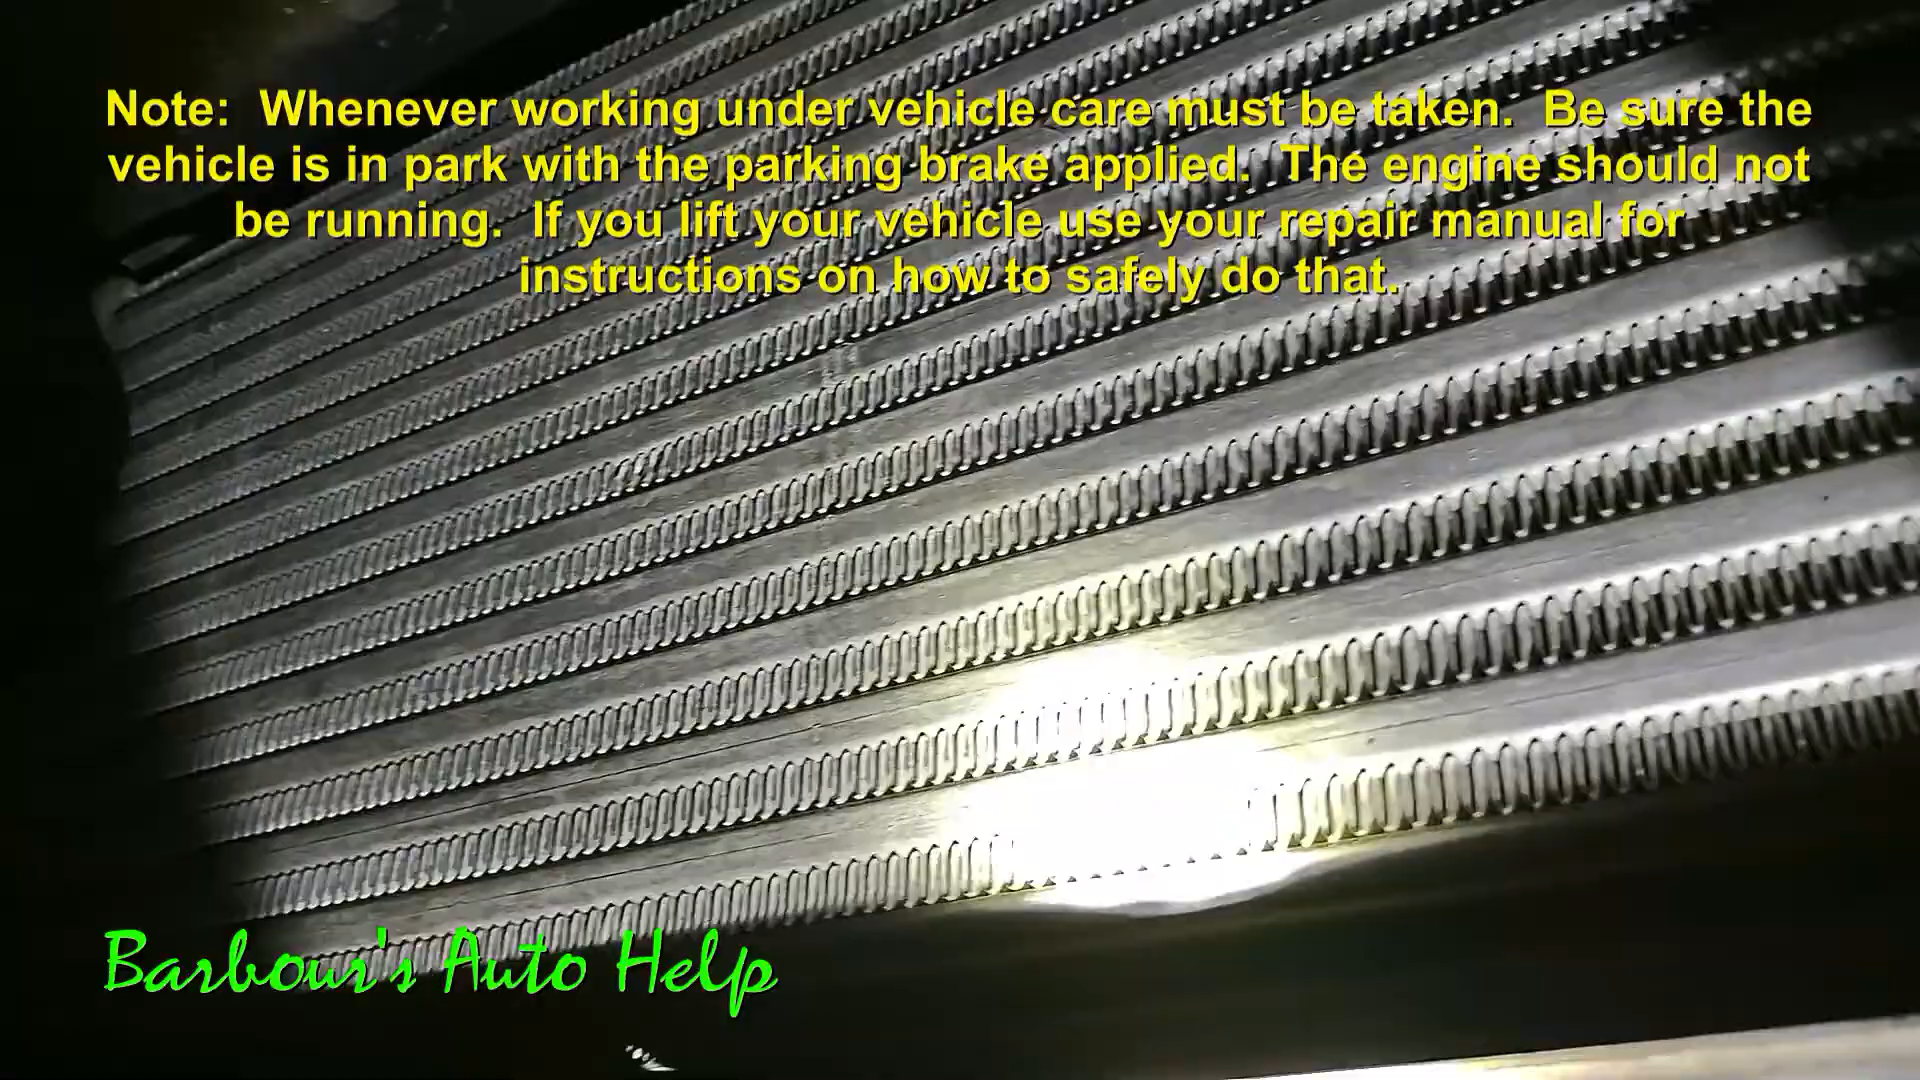 Note:  Whenever working under vehicle care must be taken.  Be sure the
vehicle is in park with the parking brake applied.  The engine should not
be running.  If you lift your vehicle use your repair manual for
instructions on how to safely do that.
Barbour's Auto Help